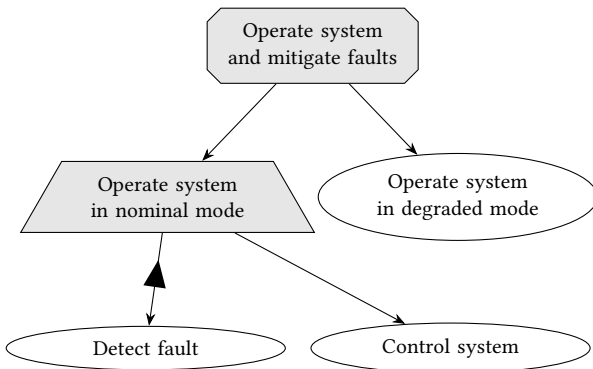 Operate system
and mitigate faults
Operate system
in nominal mode
Operate system
in degraded mode
Detect fault
Control system